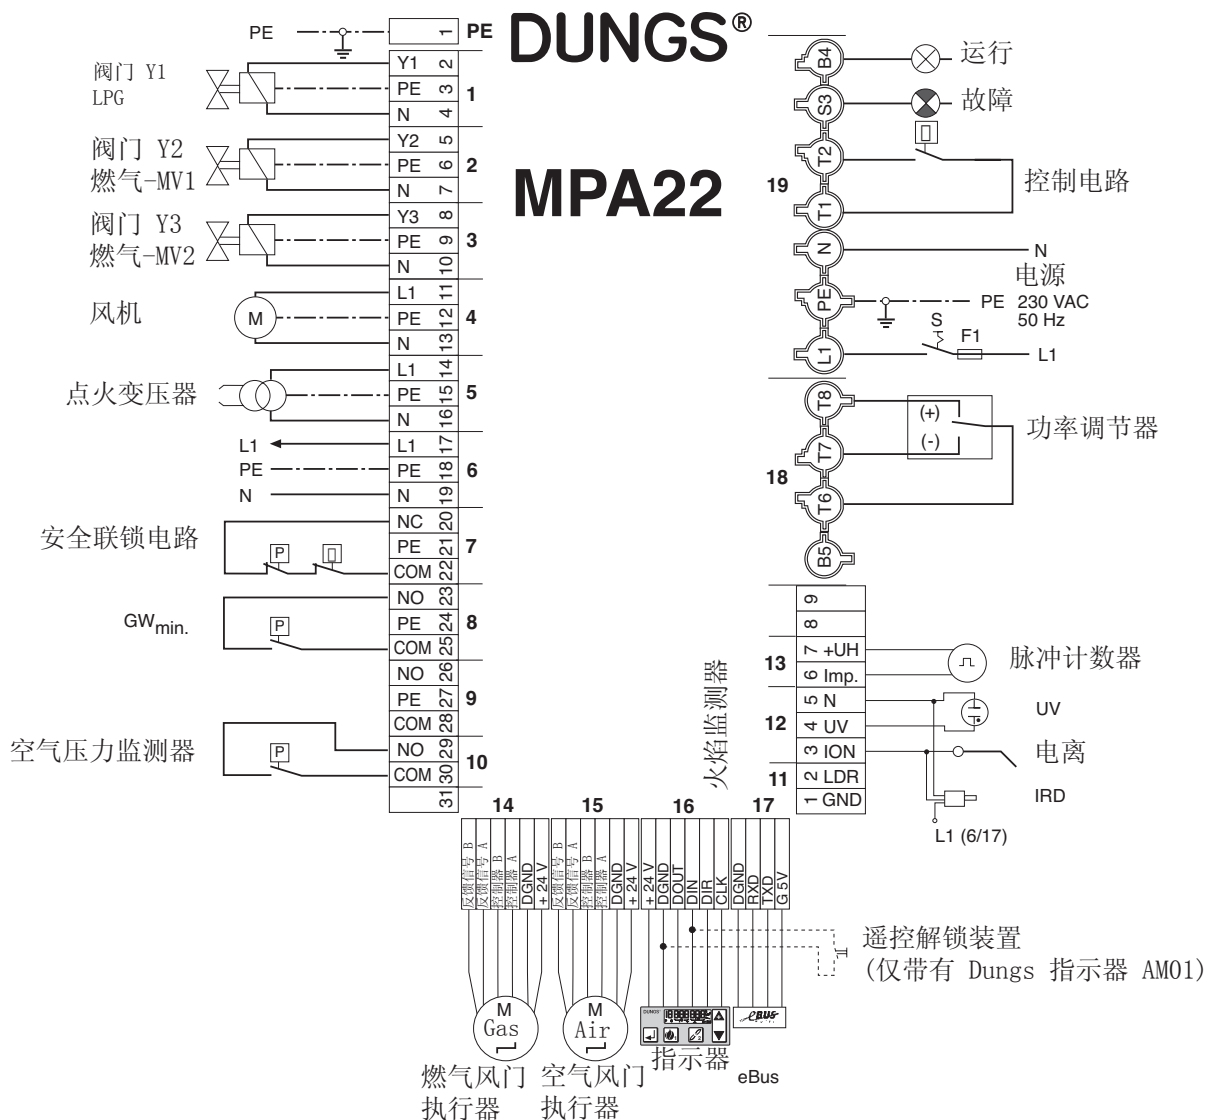 DUNGS®
MPA22
PE 1 PE
阀门 Y1
LPG
Y1 2
PE 3
N 4
1
阀门 Y2
燃气-MV1
Y2 5
PE 6
N 7
2
阀门 Y3
燃气-MV2
Y3 8
PE 9
N 10
3
风机
M
L1 11
PE 12
N 13
4
点火变压器
L1 14
PE 15
N 16
5
L1 L1 17
PE PE 18
N N 19
6
安全联锁电路
P
NC 20
PE 21
COM 22
7
GWmin.
P
NO 23
PE 24
COM 25
8
NO 26
PE 27
COM 28
9
空气压力监测器
P
NO 29
COM 30
31
10
19
B4 运行
S3 故障
T2
T1
控制电路
N N
电源
PE PE 230 VAC
50 Hz
L1 S F1 L1
18
T8
T7
T6
B5
(+)
(-)
功率调节器
火焰监测器
9
8
13
7 +UH
6 Imp.
脉冲计数器
12
5 N
4 UV
UV
3 ION
电离
11
2 LDR
1 GND
IRD
L1 (6/17)
14
反馈信号 B
反馈信号 A
控制器 B
控制器 A
DGND
+ 24 V
15
反馈信号 B
反馈信号 A
控制器 B
控制器 A
DGND
+ 24 V
16
+ 24 V
DGND
DOUT
DIN
DIR
CLK
17
DGND
RXD
TXD
G 5V
遥控解锁装置
(仅带有 Dungs 指示器 AM01)
M
Gas
燃气风门
执行器
M
Air
空气风门
执行器
DUNGS
指示器
eBUS
eBus